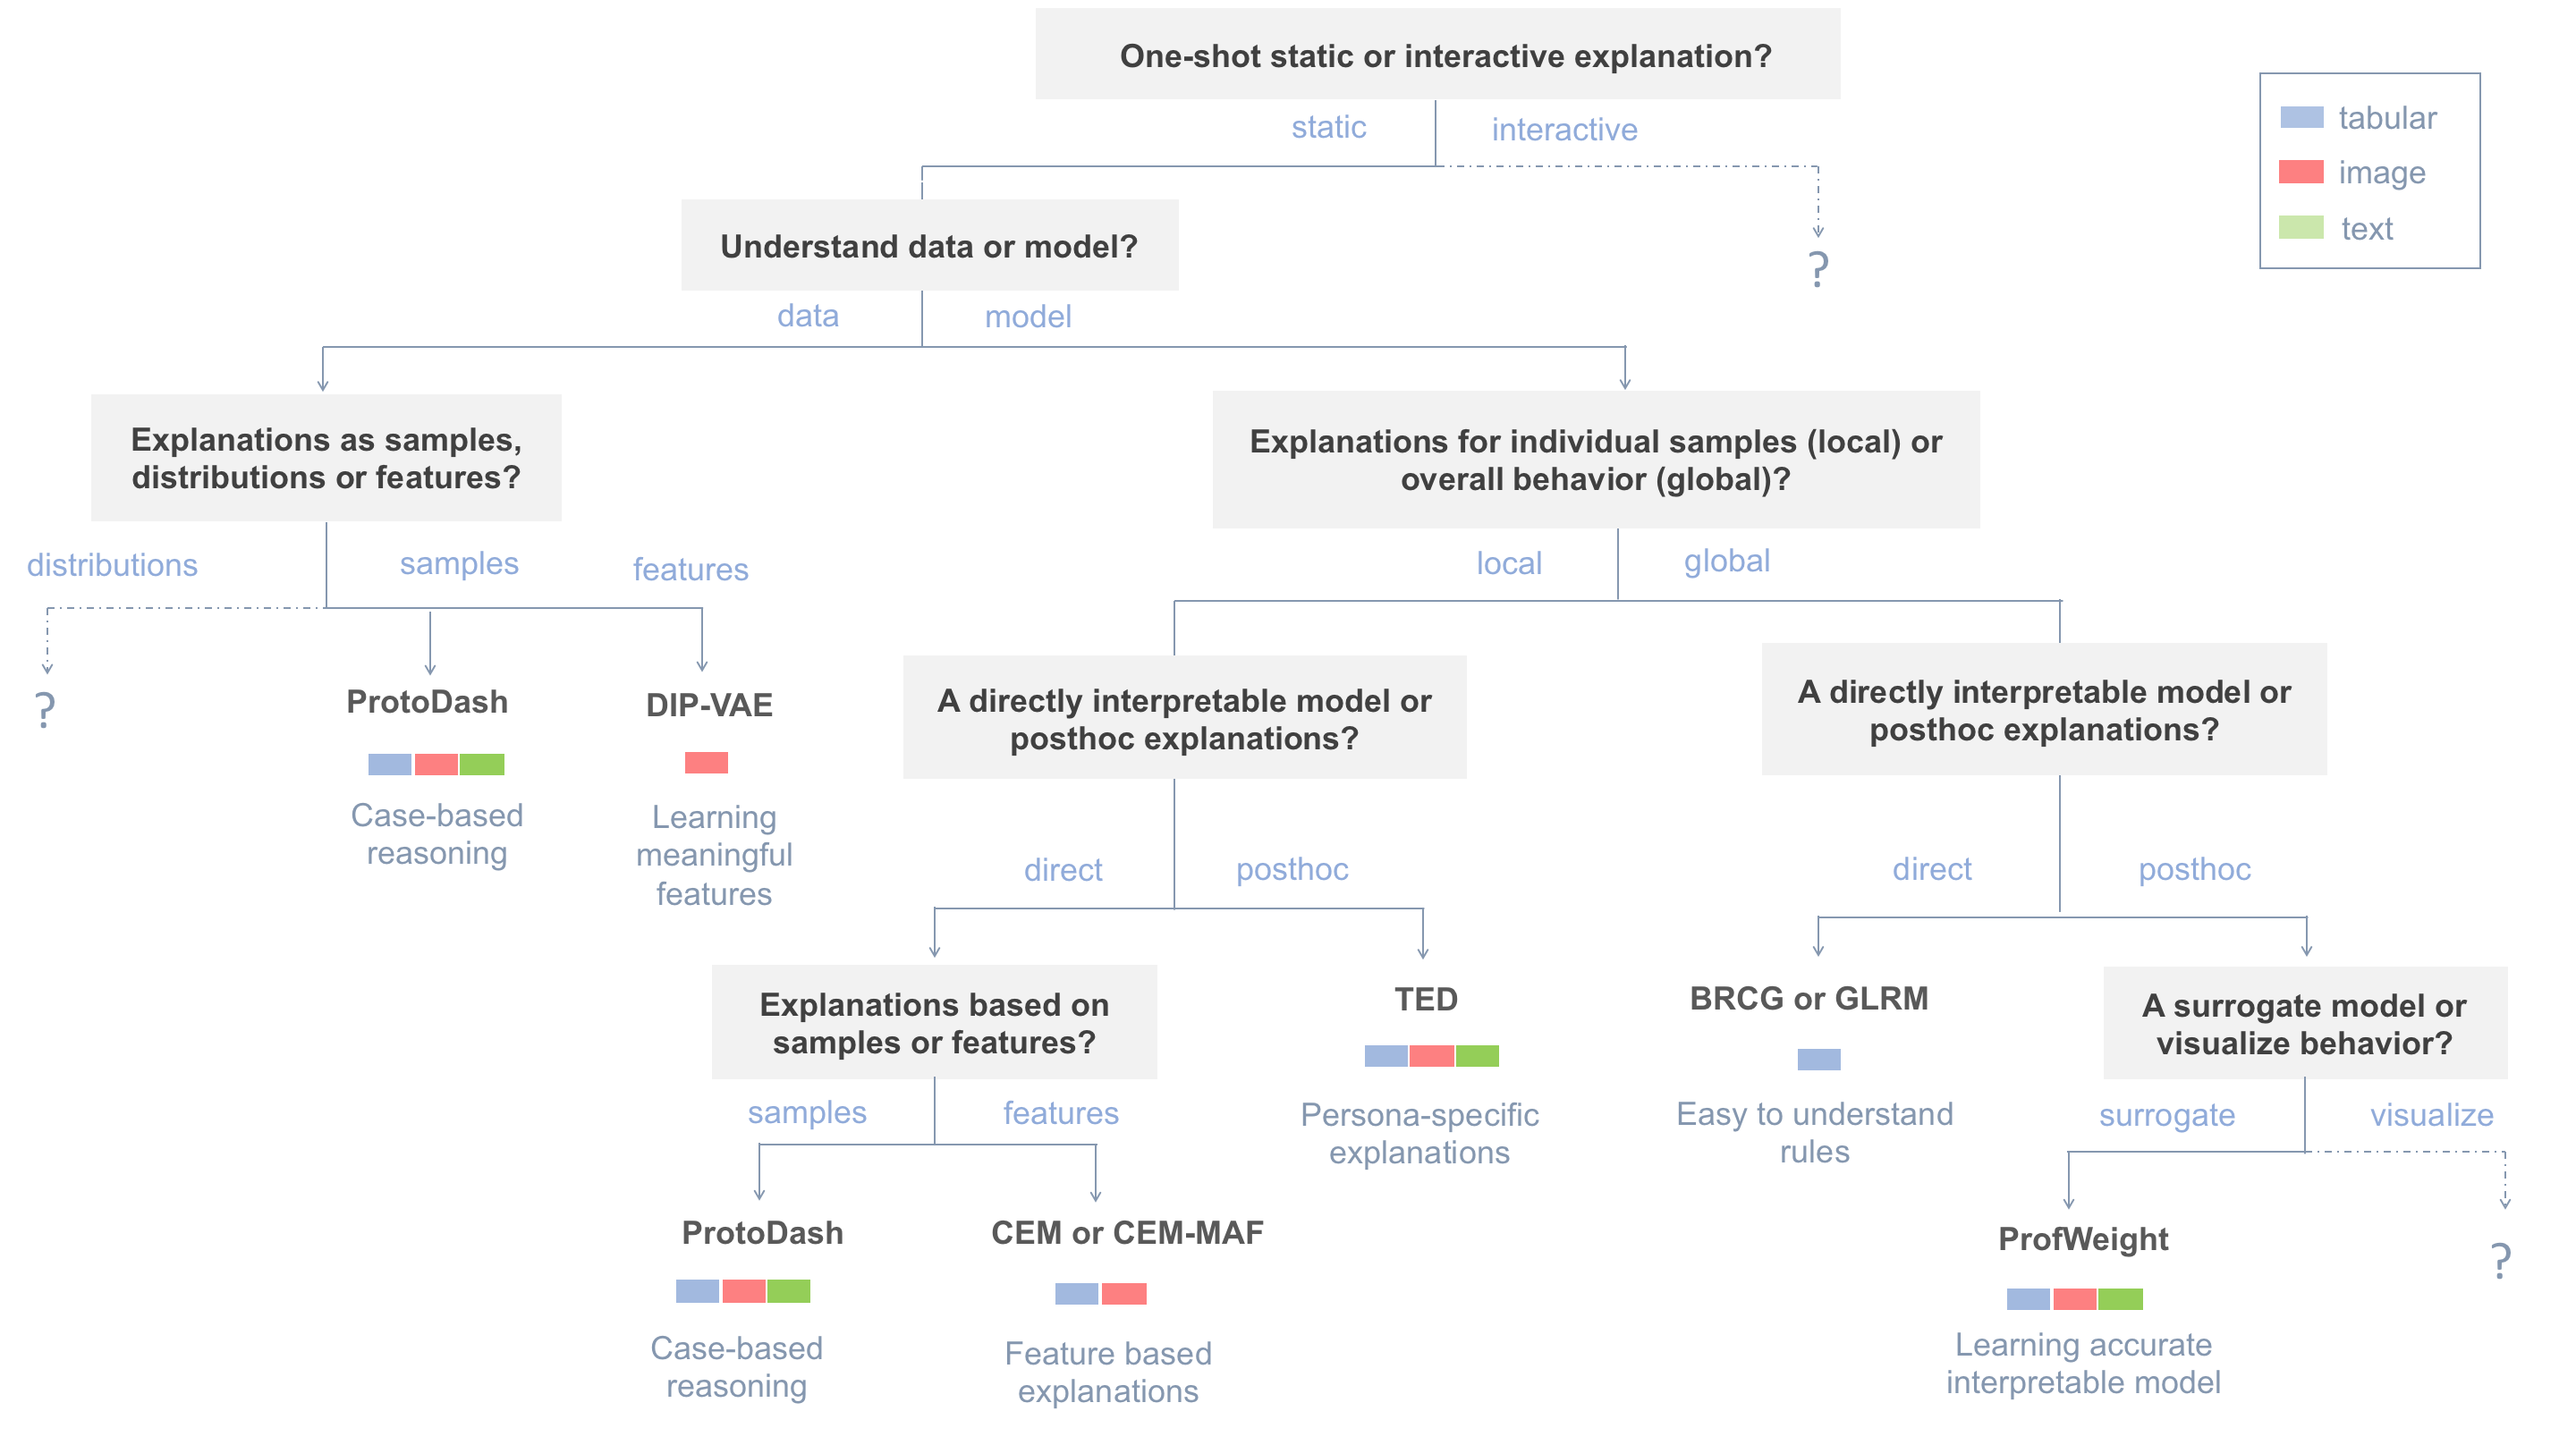 One-shot static or interactive explanation?
static
interactive
tabular
image
text
Understand data or model?
?
data
model
Explanations as samples,
distributions or features?
Explanations for individual samples (local) or
overall behavior (global)?
distributions
samples
features
local
global
?
ProtoDash
DIP-VAE
A directly interpretable model or
posthoc explanations?
A directly interpretable model or
posthoc explanations?
Case-based
reasoning
Learning
meaningful
features
direct
posthoc
direct
posthoc
Explanations based on
samples or features?
TED
BRCG or GLRM
A surrogate model or
visualize behavior?
samples
features
Persona-specific
explanations
Easy to understand
rules
surrogate
visualize
ProtoDash
CEM or CEM-MAF
ProfWeight
?
Case-based
reasoning
Feature based
explanations
Learning accurate
interpretable model